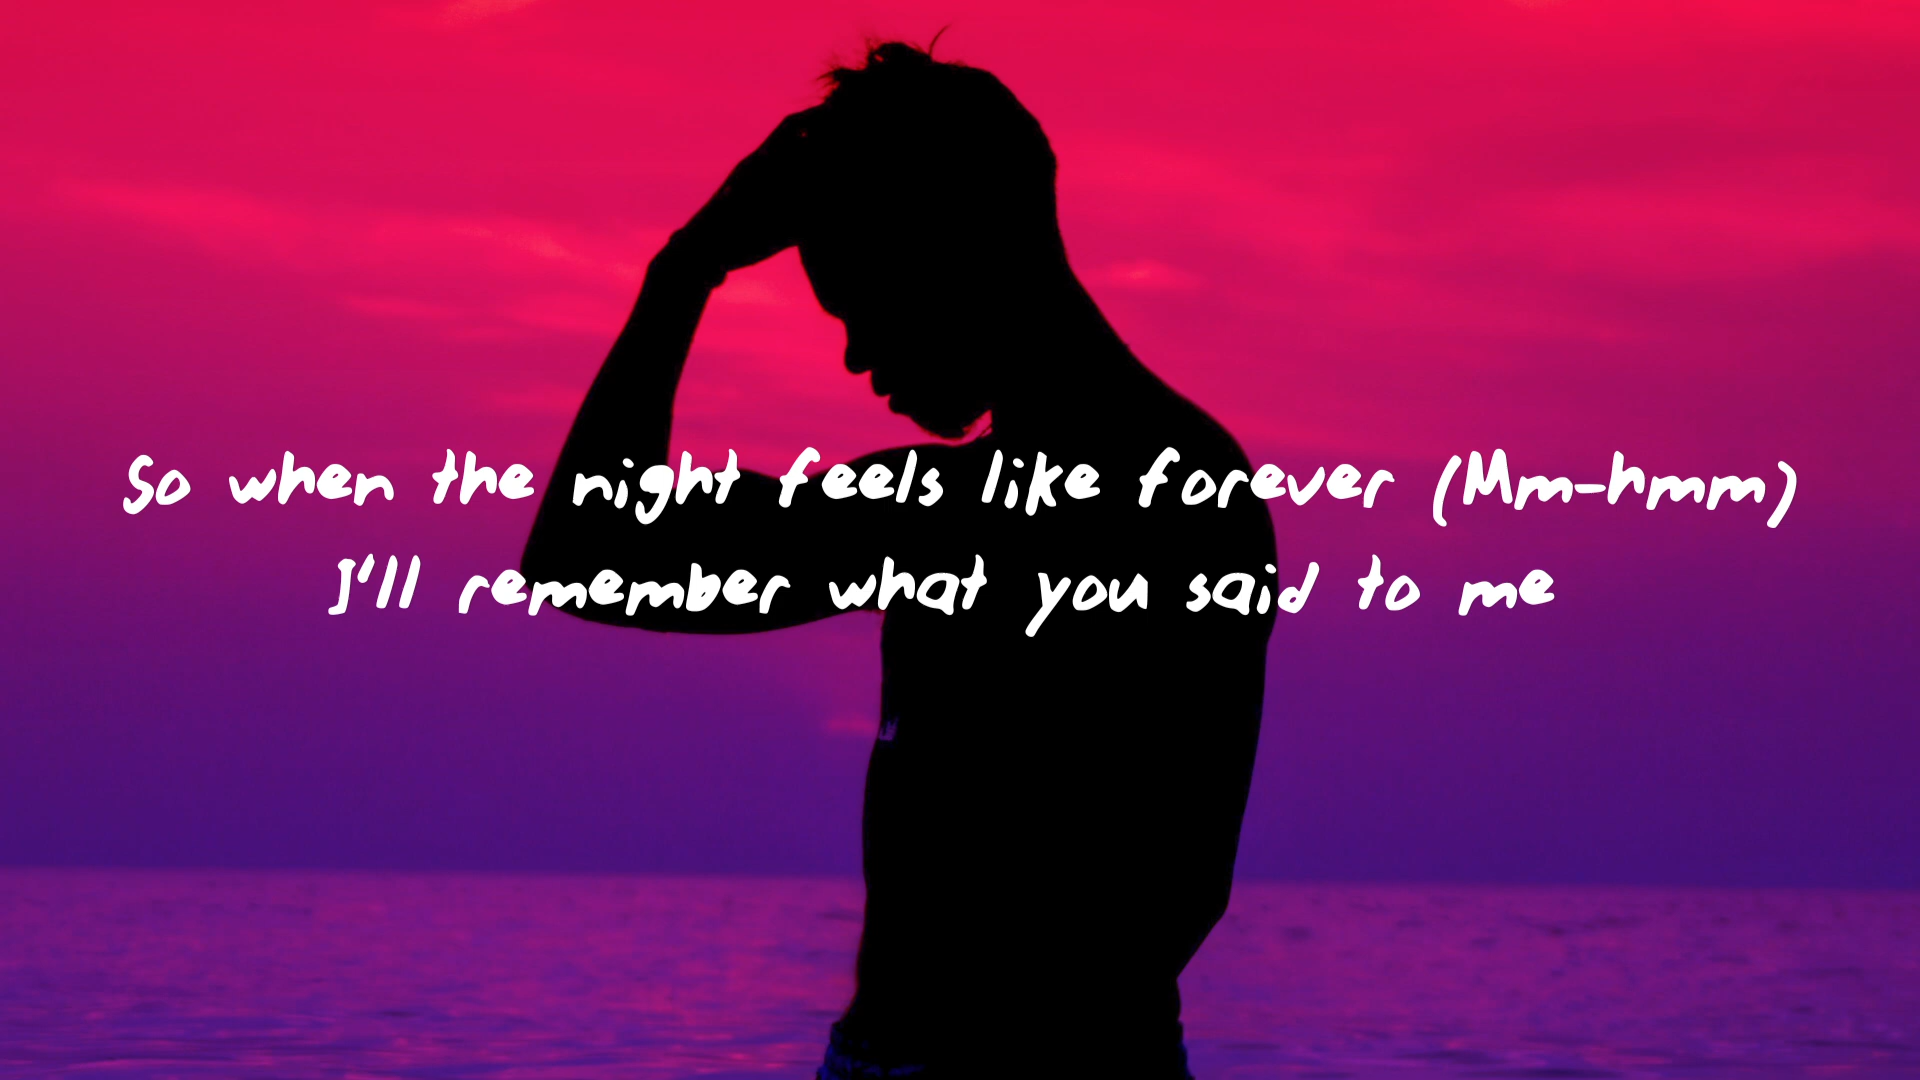 So when the night feels like forever (Mm-hmm)
I'll remember what you said to me